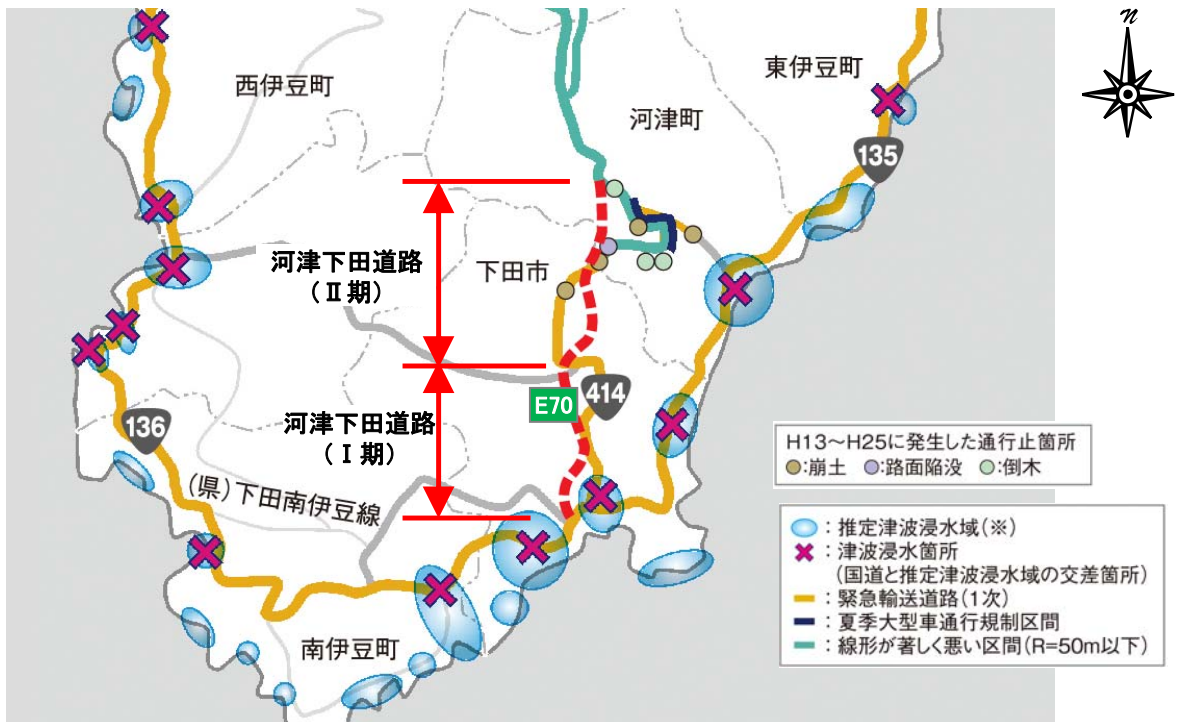 N
西伊豆町
東伊豆町
河津町
135
河津下田道路
(Ⅱ期)
下田市
E70
414
河津下田道路
(Ⅰ期)
136
(県)下田南伊豆線
南伊豆町
H13～H25に発生した通行止箇所
●:崩土 ●:路面陥没 ●:倒木
:推定津波浸水域(※)
:津波浸水箇所
(国道と推定津波浸水域の交差箇所)
:緊急輸送道路(1次)
:夏季大型車通行規制区間
:線形が著しく悪い区間(R=50m以下)